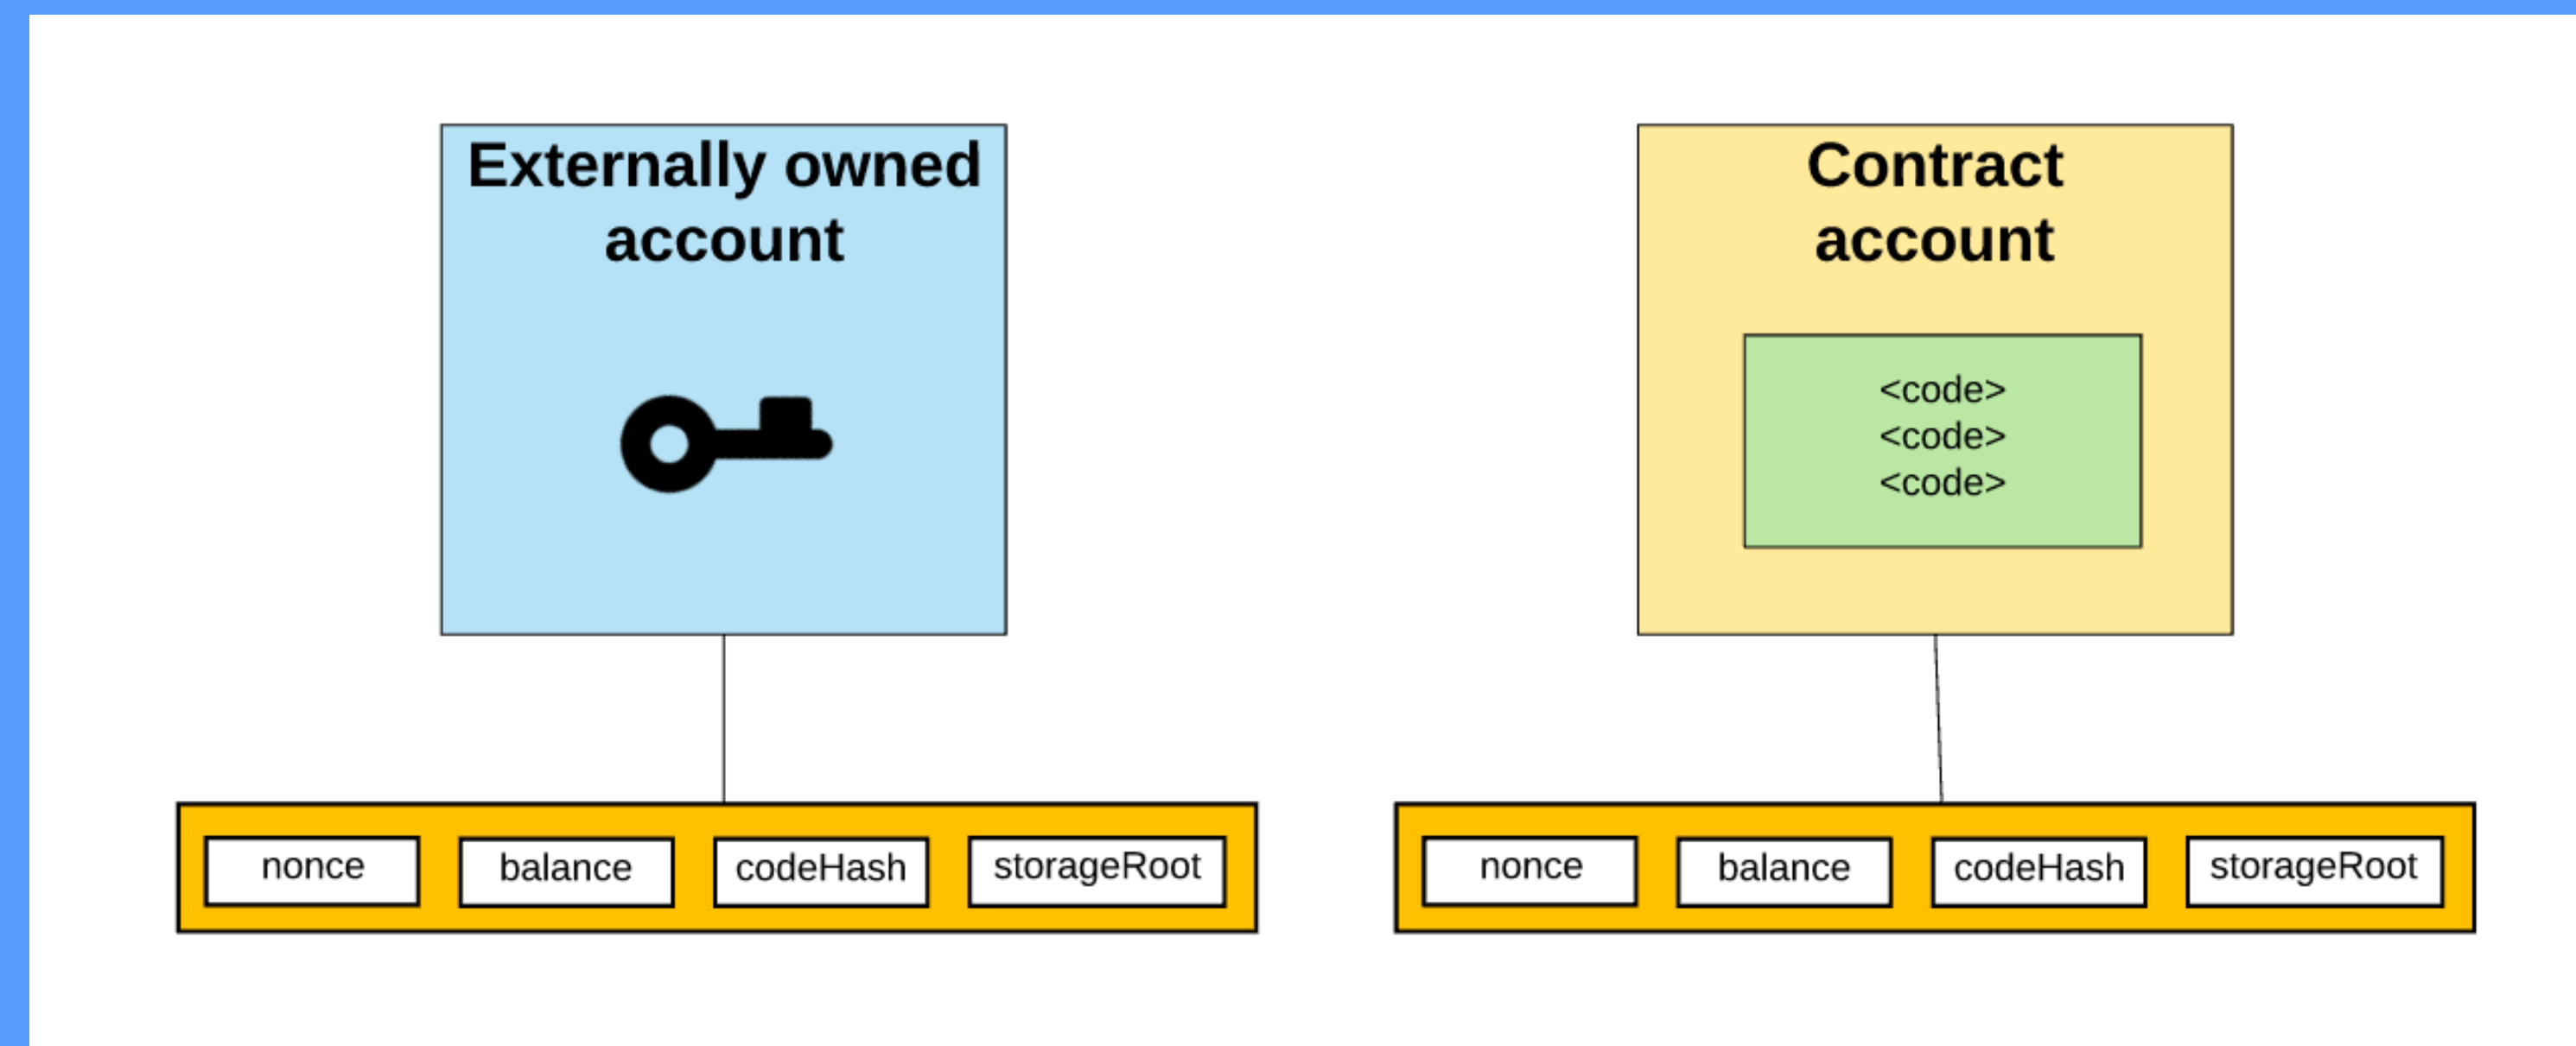 Externally owned
account
Contract
account
<code>
<code>
<code>
nonce
balance
codeHash
storageRoot
nonce
balance
codeHash
storageRoot